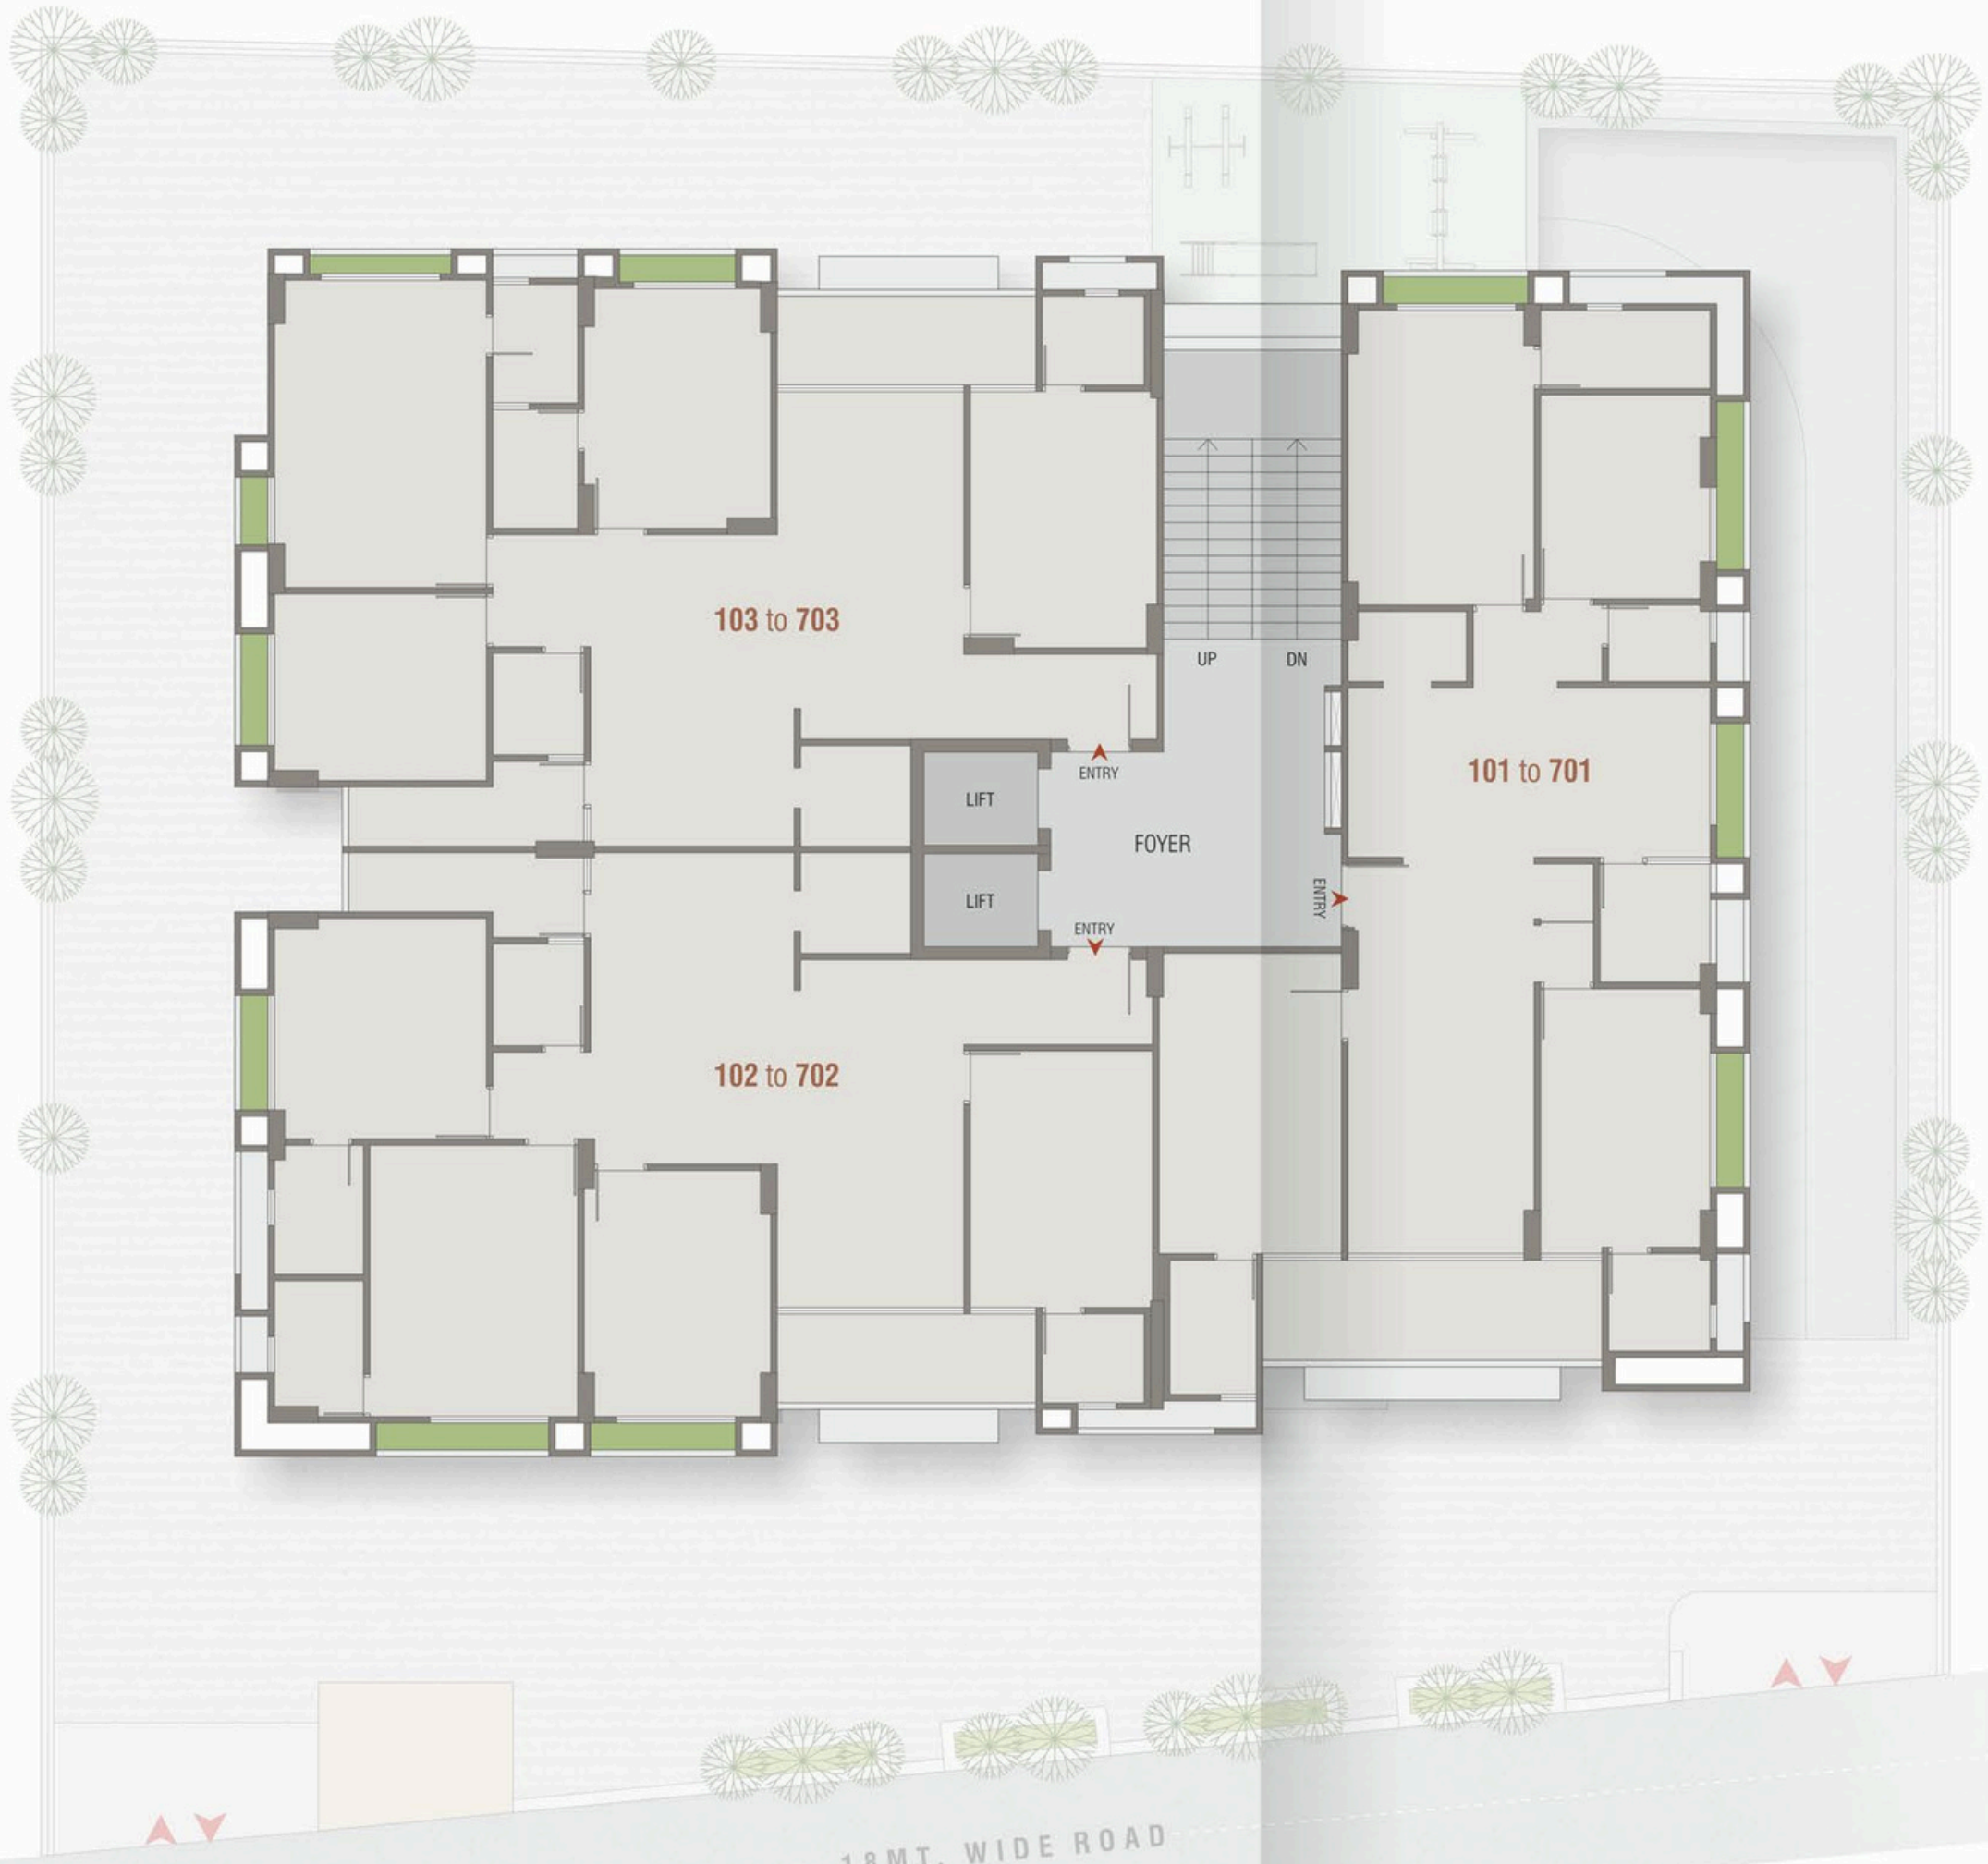 103 to 703
UP
DN
ENTRY
101 to 701
LIFT
FOYER
ENTRY
LIFT
ENTRY
102 to 702
18MT. WIDE ROAD